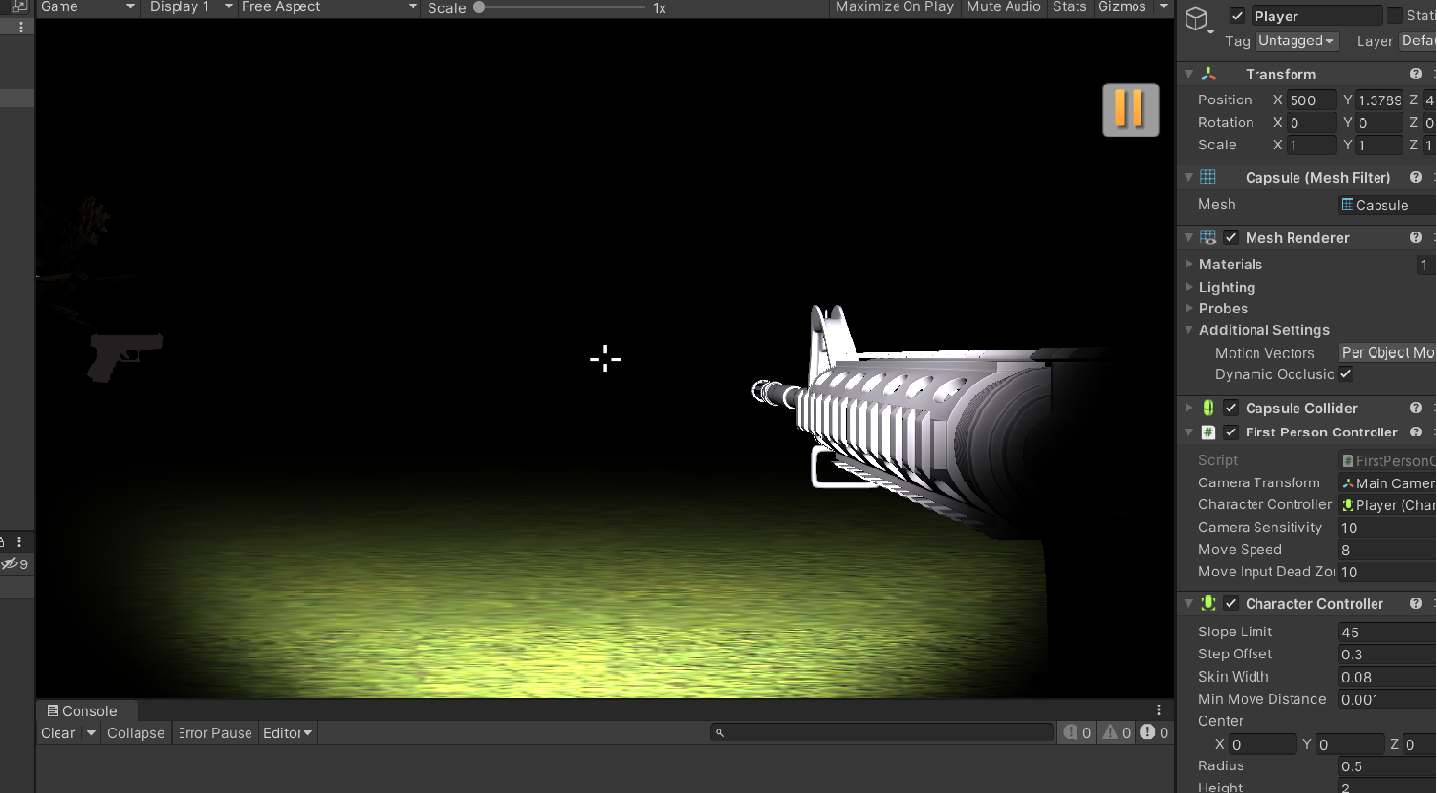 Game Display 1 Free Aspect Scale 1x Maximize On Play Mute Audio Stats Gizmos
Player Stati
Tag Untagged Layer Defau
Transform
Position X 500 Y 1.3789 Z 4
Rotation X 0 Y 0 Z 0
Scale X 1 Y 1 Z 1
Capsule (Mesh Filter)
Mesh Capsule
Mesh Renderer
Materials 1
Lighting
Probes
Additional Settings
Motion Vectors Per Object Mo
Dynamic Occlusio
Capsule Collider
First Person Controller
Script FirstPersonC
Camera Transform Main Camer
Character Controller Player (Char
Camera Sensitivity 10
Move Speed 8
Move Input Dead Zo 10
Character Controller
Slope Limit 45
Step Offset 0.3
Skin Width 0.08
Min Move Distance 0.001
Center
X 0 Y 0 Z 0
Radius 0.5
Height 2
9
Console
Clear Collapse Error Pause Editor 0 0 0